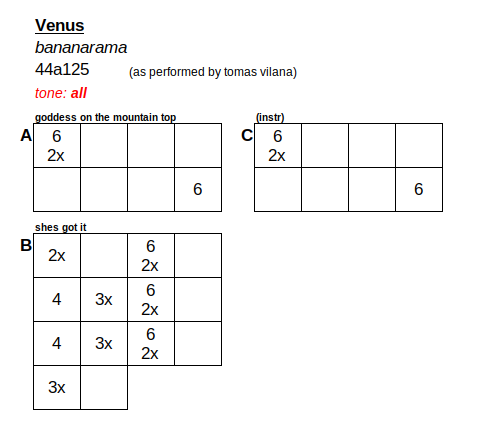 Venus
bananarama
44a125 (as performed by tomas vilana)
tone: all
goddess on the mountain top
A 6
2x
6
(instr)
C 6
2x
6
shes got it
B 2x 6
2x
4 3x 6
2x
4 3x 6
2x
3x